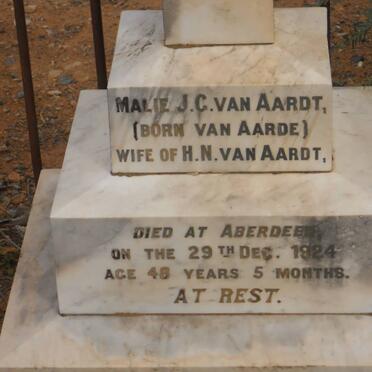 MALIE J.C. VAN AARDT,
(BORN VAN AARDE)
WIFE OF H.N. VAN AARDT,
DIED AT ABERDEEN
ON THE 29TH DEC. 1924
AGE 48 YEARS 5 MONTHS.
AT REST.